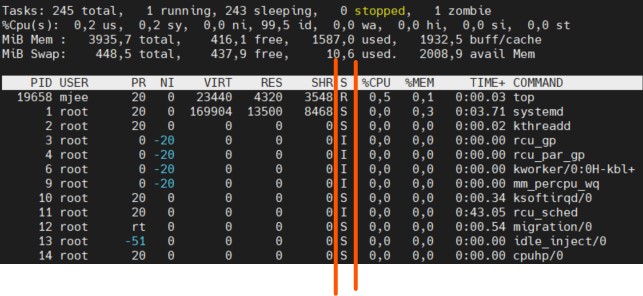 Tasks: 245 total,   1 running, 243 sleeping,   0 stopped,   1 zombie
%Cpu(s):  0,2 us,  0,2 sy,  0,0 ni, 99,5 id,  0,0 wa,  0,0 hi,  0,0 si,  0,0 st
MiB Mem :   3935,7 total,    416,1 free,   1587,0 used,   1932,5 buff/cache
MiB Swap:    448,5 total,    437,9 free,     10,6 used.   2008,9 avail Mem
PID USER      PR  NI    VIRT    RES    SHR S  %CPU  %MEM     TIME+ COMMAND
19658 mjee      20   0   23440   4320   3548 R   0,5   0,1   0:00.03 top
1 root      20   0  169904  13500   8468 S   0,0   0,3   0:03.71 systemd
2 root      20   0       0      0      0 S   0,0   0,0   0:00.02 kthreadd
3 root       0 -20       0      0      0 I   0,0   0,0   0:00.00 rcu_gp
4 root       0 -20       0      0      0 I   0,0   0,0   0:00.00 rcu_par_gp
6 root       0 -20       0      0      0 I   0,0   0,0   0:00.00 kworker/0:0H-kbl+
9 root       0 -20       0      0      0 I   0,0   0,0   0:00.00 mm_percpu_wq
10 root      20   0       0      0      0 S   0,0   0,0   0:00.34 ksoftirqd/0
11 root      20   0       0      0      0 I   0,0   0,0   0:43.05 rcu_sched
12 root      rt   0       0      0      0 S   0,0   0,0   0:00.54 migration/0
13 root     -51   0       0      0      0 S   0,0   0,0   0:00.00 idle_inject/0
14 root      20   0       0      0      0 S   0,0   0,0   0:00.00 cpuhp/0